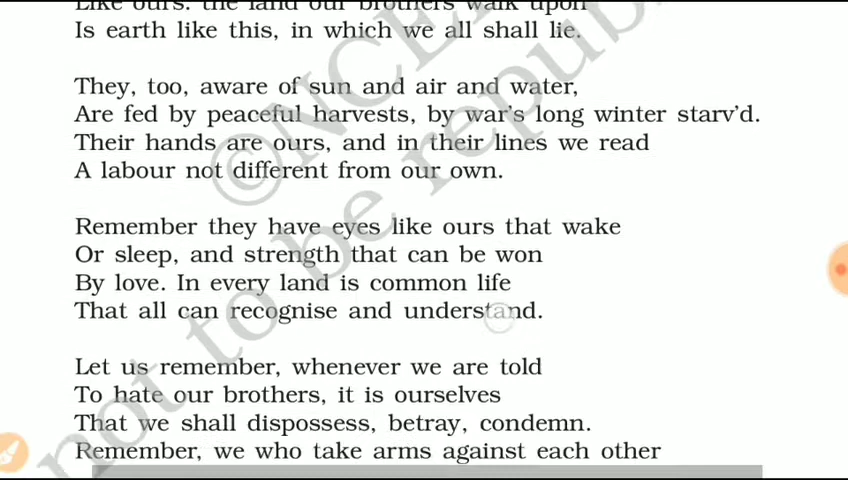 Like ours: the land our brothers walk upon
Is earth like this, in which we all shall lie.
They, too, aware of sun and air and water,
Are fed by peaceful harvests, by war's long winter starv'd.
Their hands are ours, and in their lines we read
A labour not different from our own.
Remember they have eyes like ours that wake
Or sleep, and strength that can be won
By love. In every land is common life
That all can recognise and understand.
Let us remember, whenever we are told
To hate our brothers, it is ourselves
That we shall dispossess, betray, condemn.
Remember, we who take arms against each other
©NCE
not to be repub